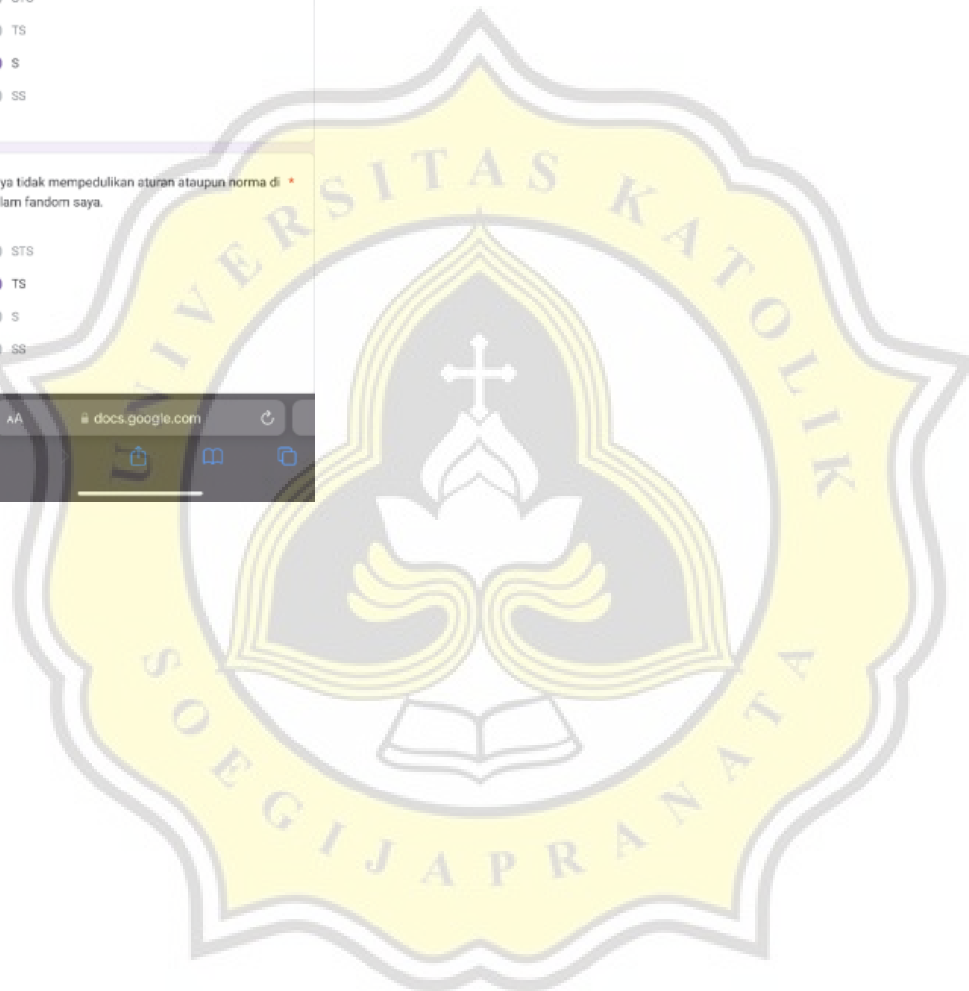 TS
S
SS
ya tidak mempedulikan aturan ataupun norma di *
lam fandom saya.
STS
TS
S
SS
AA docs.google.com
UNIVERSITAS KATOLIK
SOEGIJAPRANATA